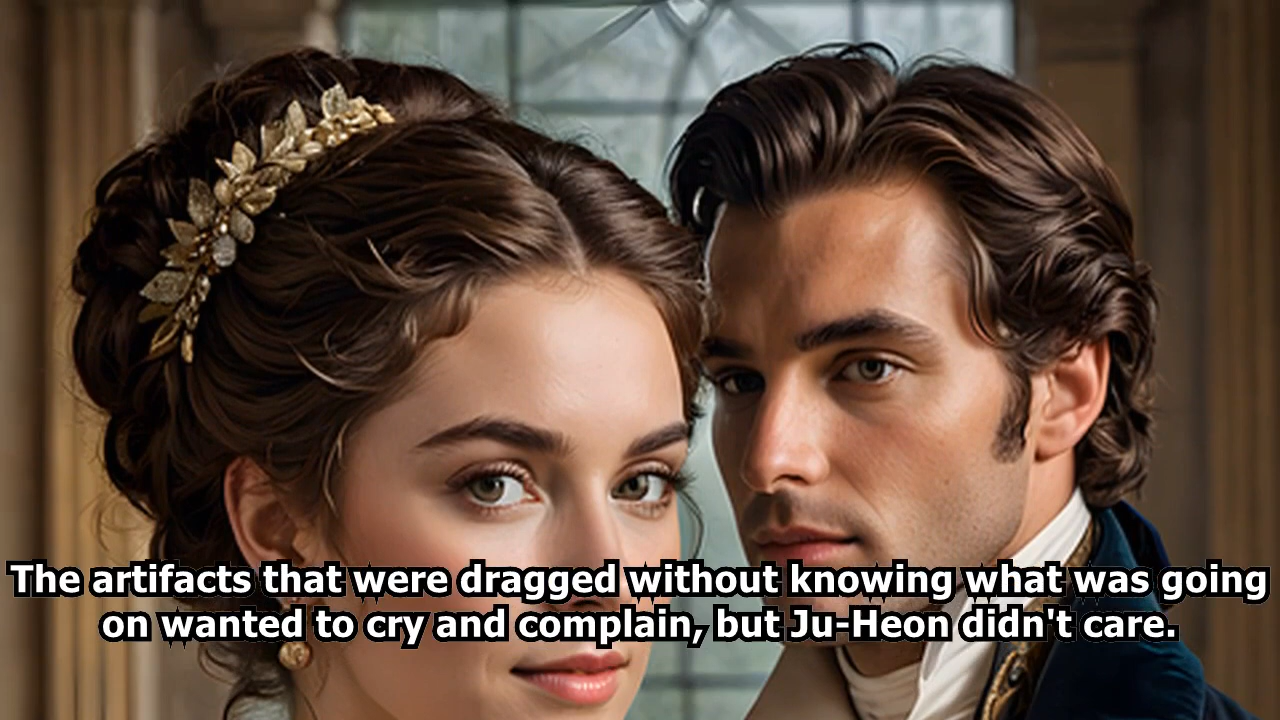 The artifacts that were dragged without knowing what was going
on wanted to cry and complain, but Ju-Heon didn't care.